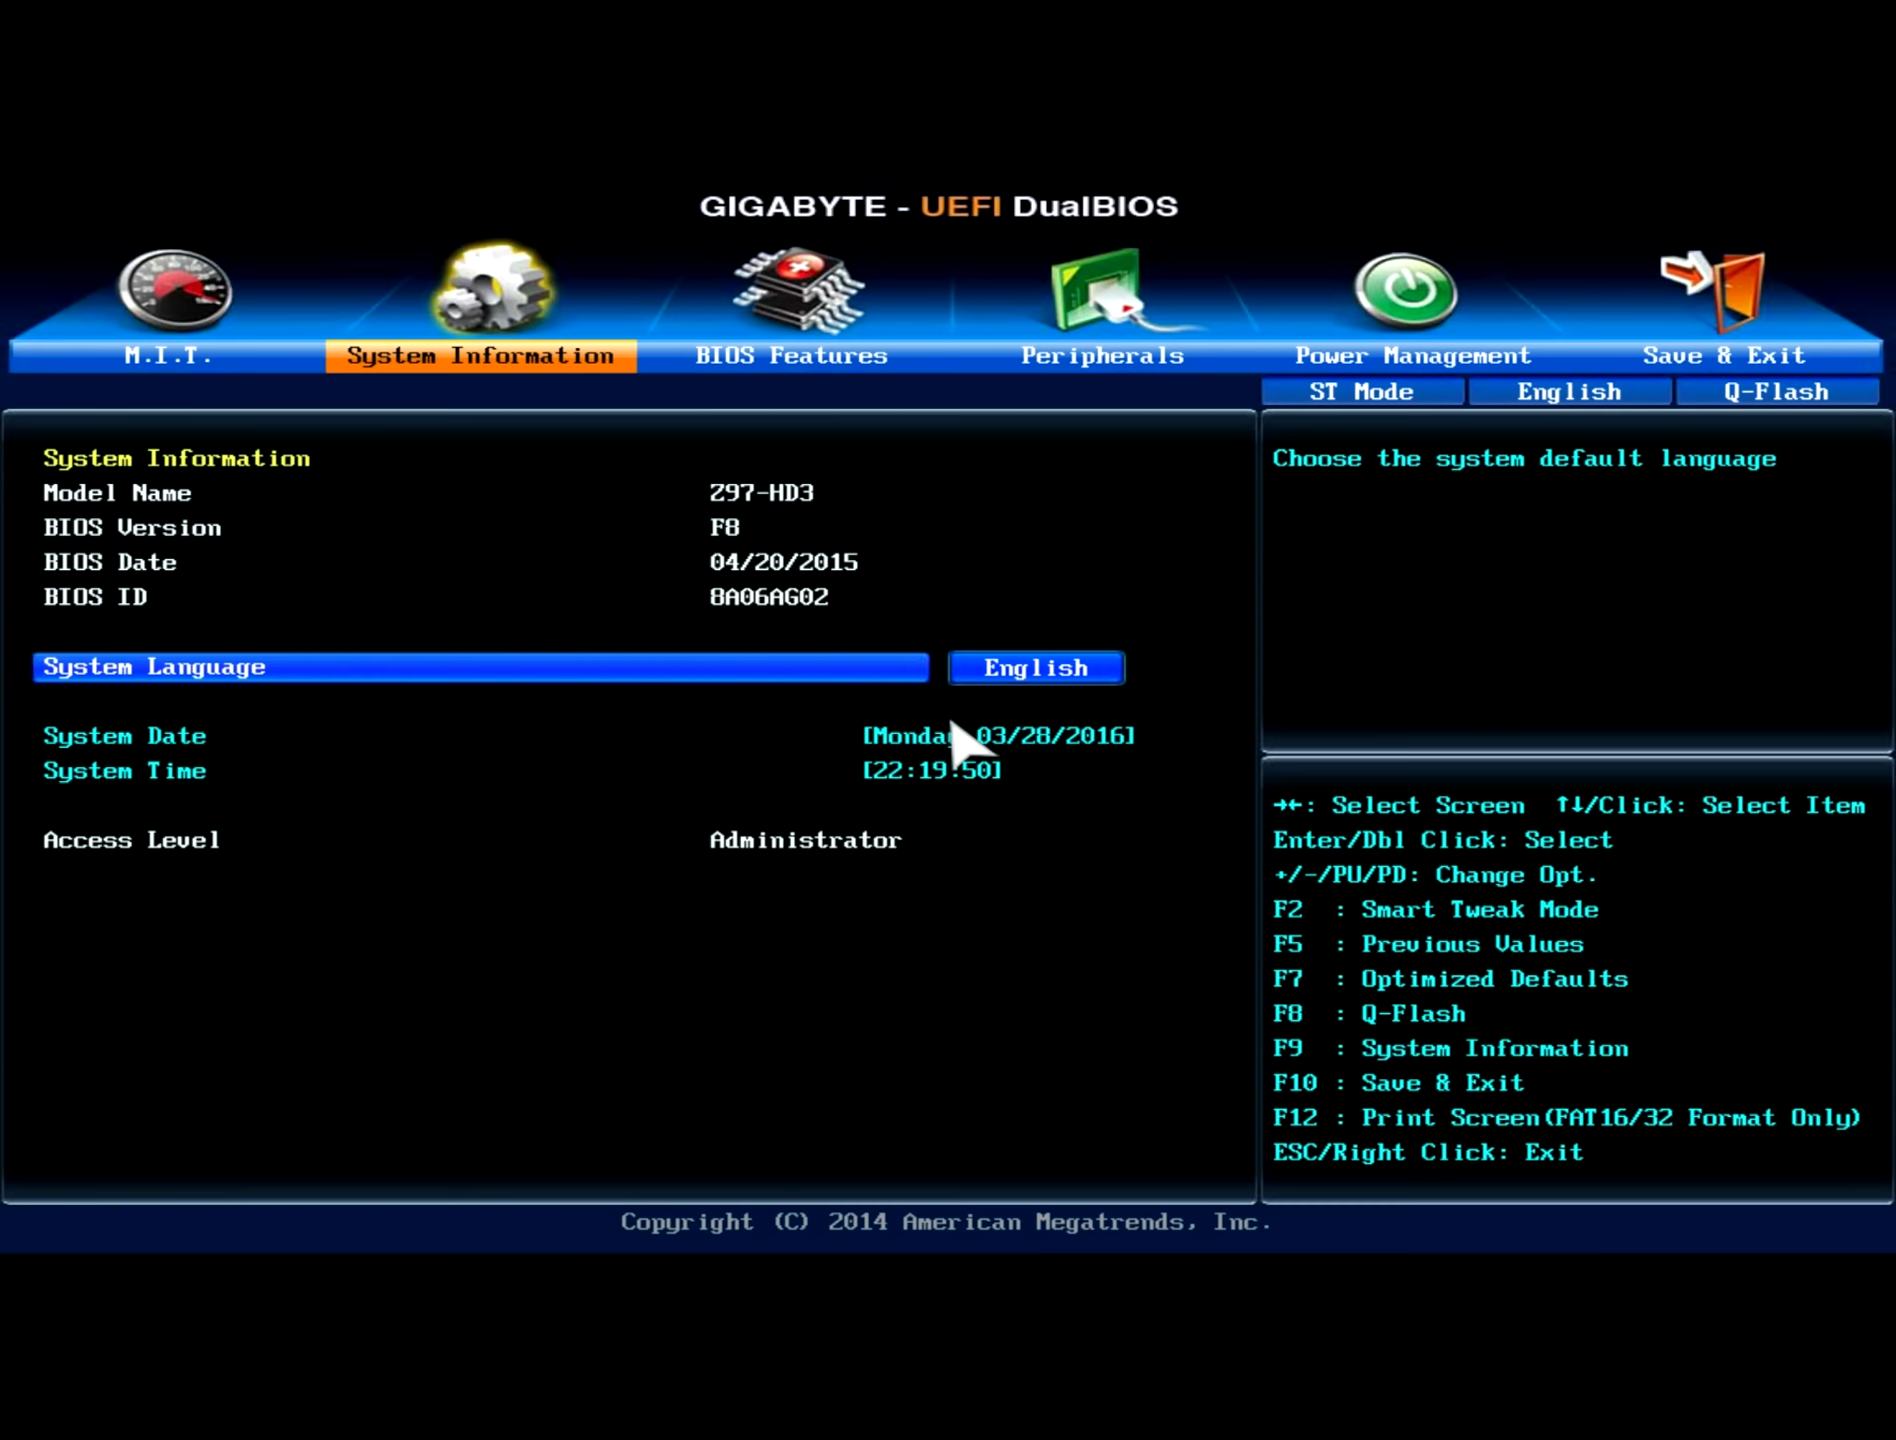 GIGABYTE - UEFI DualBIOS
M.I.T. System Information BIOS Features Peripherals Power Management Save & Exit
ST Mode English Q-Flash
System Information
Model Name Z97-HD3
BIOS Version F8
BIOS Date 04/20/2015
BIOS ID 8A06AG02
System Language English
System Date [Monday 03/28/2016]
System Time [22:19:50]
Access Level Administrator
Choose the system default language
→←: Select Screen ↑↓/Click: Select Item
Enter/Dbl Click: Select
+/-/PU/PD: Change Opt.
F2 : Smart Tweak Mode
F5 : Previous Values
F7 : Optimized Defaults
F8 : Q-Flash
F9 : System Information
F10 : Save & Exit
F12 : Print Screen(FAT16/32 Format Only)
ESC/Right Click: Exit
Copyright (C) 2014 American Megatrends, Inc.